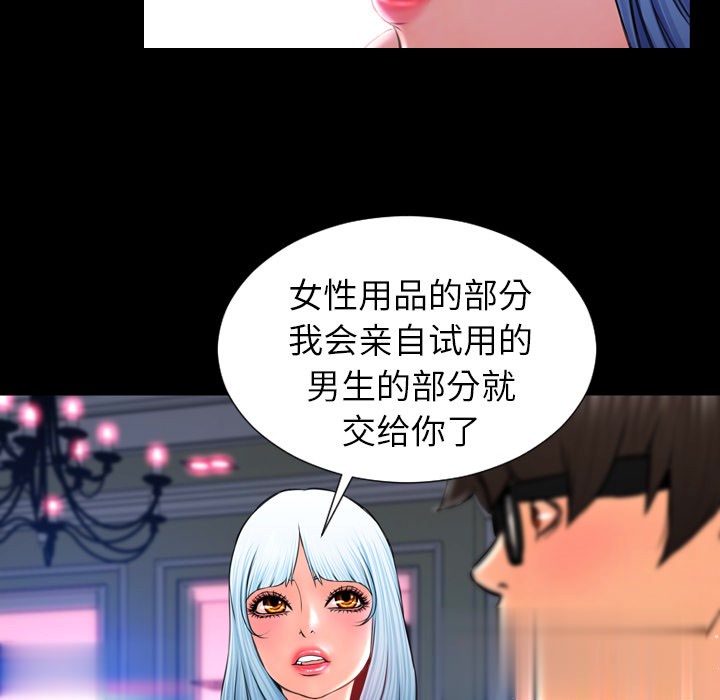 女性用品的部分
我会亲自试用的
男生的部分就
交给你了